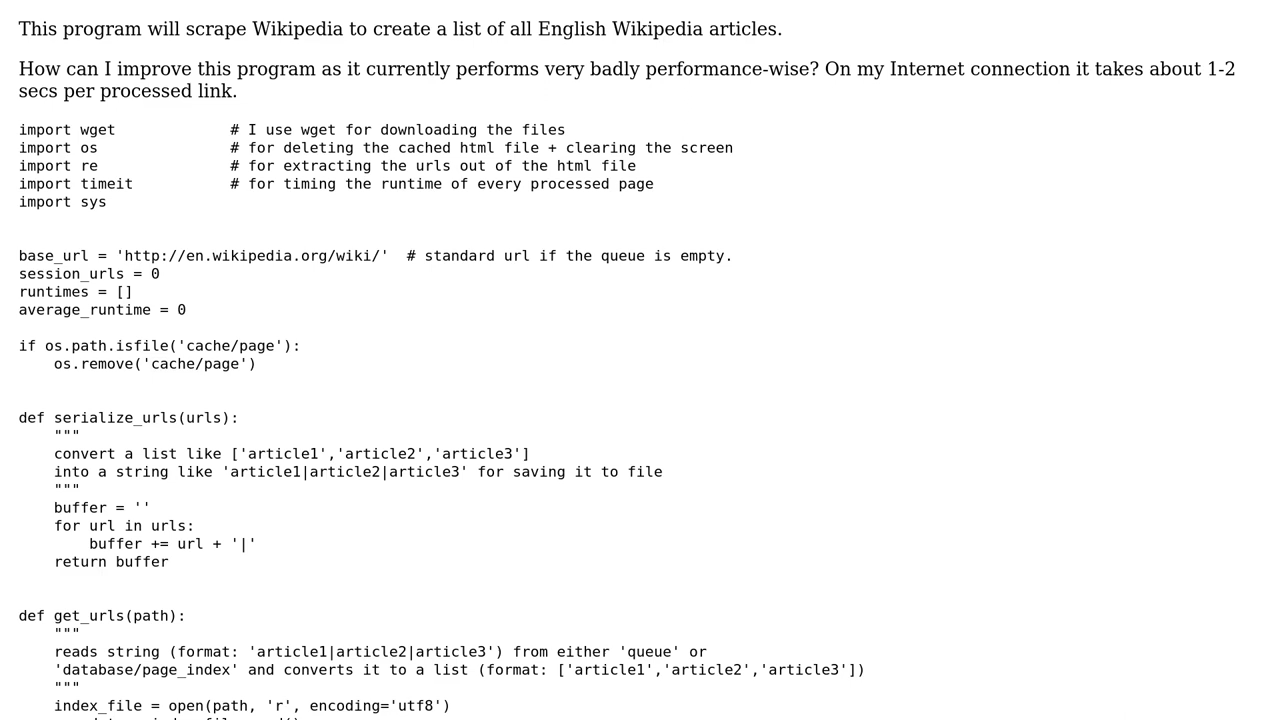 This program will scrape Wikipedia to create a list of all English Wikipedia articles.
How can I improve this program as it currently performs very badly performance-wise? On my Internet connection it takes about 1-2
secs per processed link.
import wget             # I use wget for downloading the files
import os               # for deleting the cached html file + clearing the screen
import re               # for extracting the urls out of the html file
import timeit           # for timing the runtime of every processed page
import sys
base_url = 'http://en.wikipedia.org/wiki/'  # standard url if the queue is empty.
session_urls = 0
runtimes = []
average_runtime = 0
if os.path.isfile('cache/page'):
    os.remove('cache/page')
def serialize_urls(urls):
    """
    convert a list like ['article1','article2','article3']
    into a string like 'article1|article2|article3' for saving it to file
    """
    buffer = ''
    for url in urls:
        buffer += url + '|'
    return buffer
def get_urls(path):
    """
    reads string (format: 'article1|article2|article3') from either 'queue' or
    'database/page_index' and converts it to a list (format: ['article1','article2','article3'])
    """
    index_file = open(path, 'r', encoding='utf8')